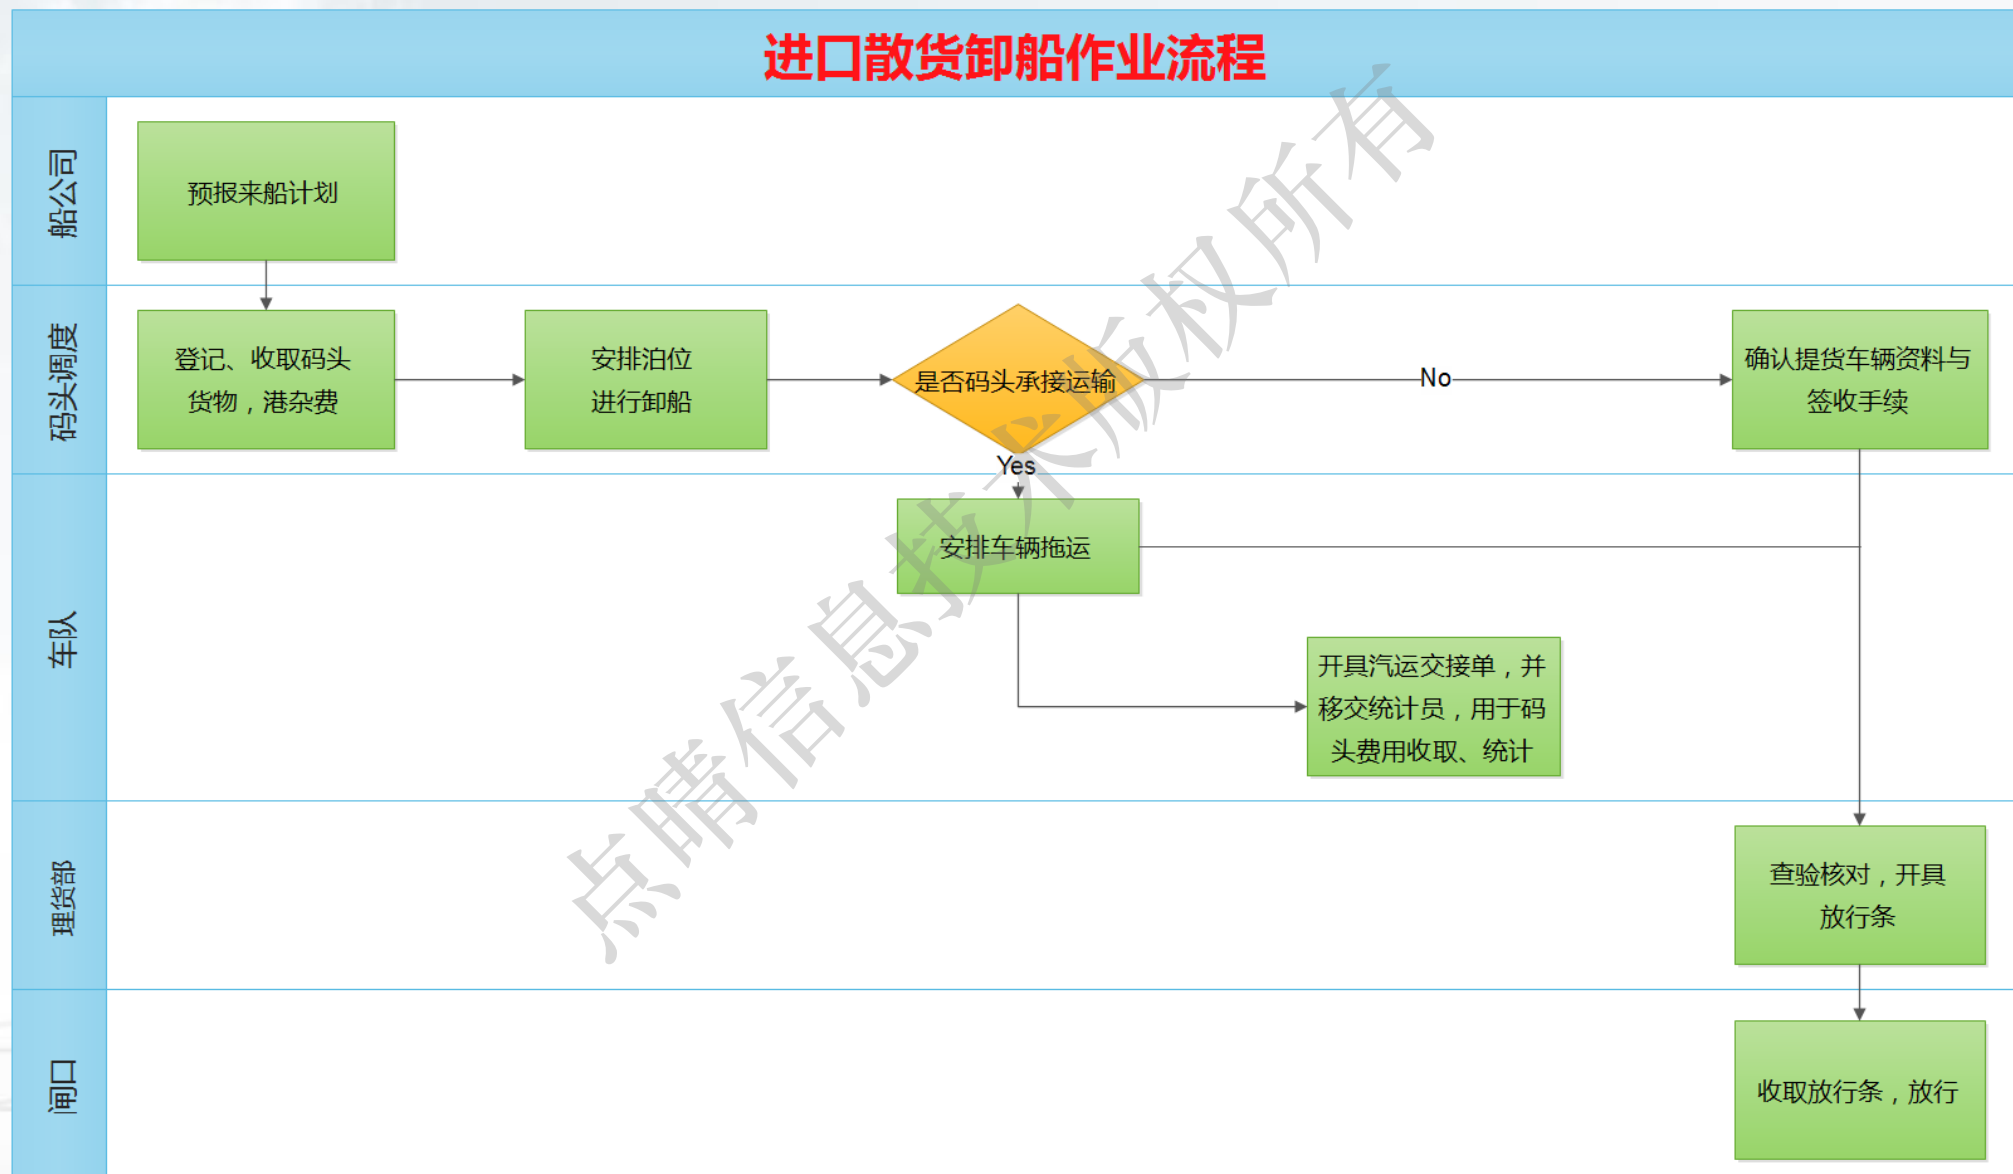 进口散货卸船作业流程
船公司
预报来船计划
码头调度
登记、收取码头
货物，港杂费
安排泊位
进行卸船
是否码头承接运输
No
确认提货车辆资料与
签收手续
Yes
车队
安排车辆拖运
开具汽运交接单，并
移交统计员，用于码
头费用收取、统计
理货部
查验核对，开具
放行条
闸口
收取放行条，放行
点晴信息技术版权所有